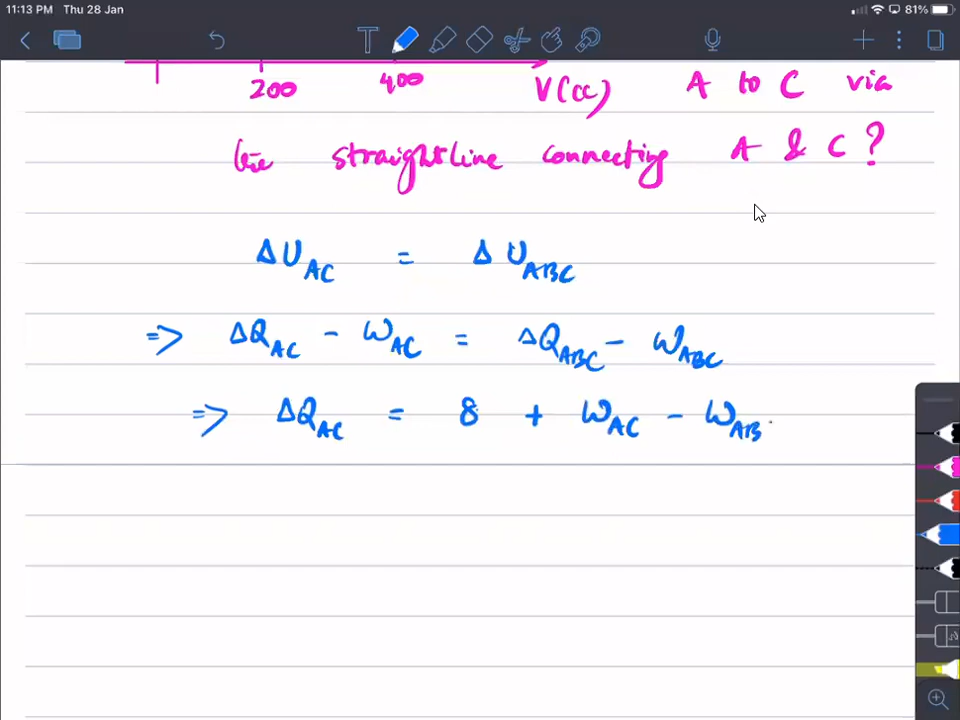 11:13 PM Thu 28 Jan 81%
200 400 V(cc) A to C via
the straightline connecting A & C ?
ΔU_AC = ΔU_ABC
=> ΔQ_AC - W_AC = ΔQ_ABC - W_ABC
=> ΔQ_AC = 8 + W_AC - W_AB